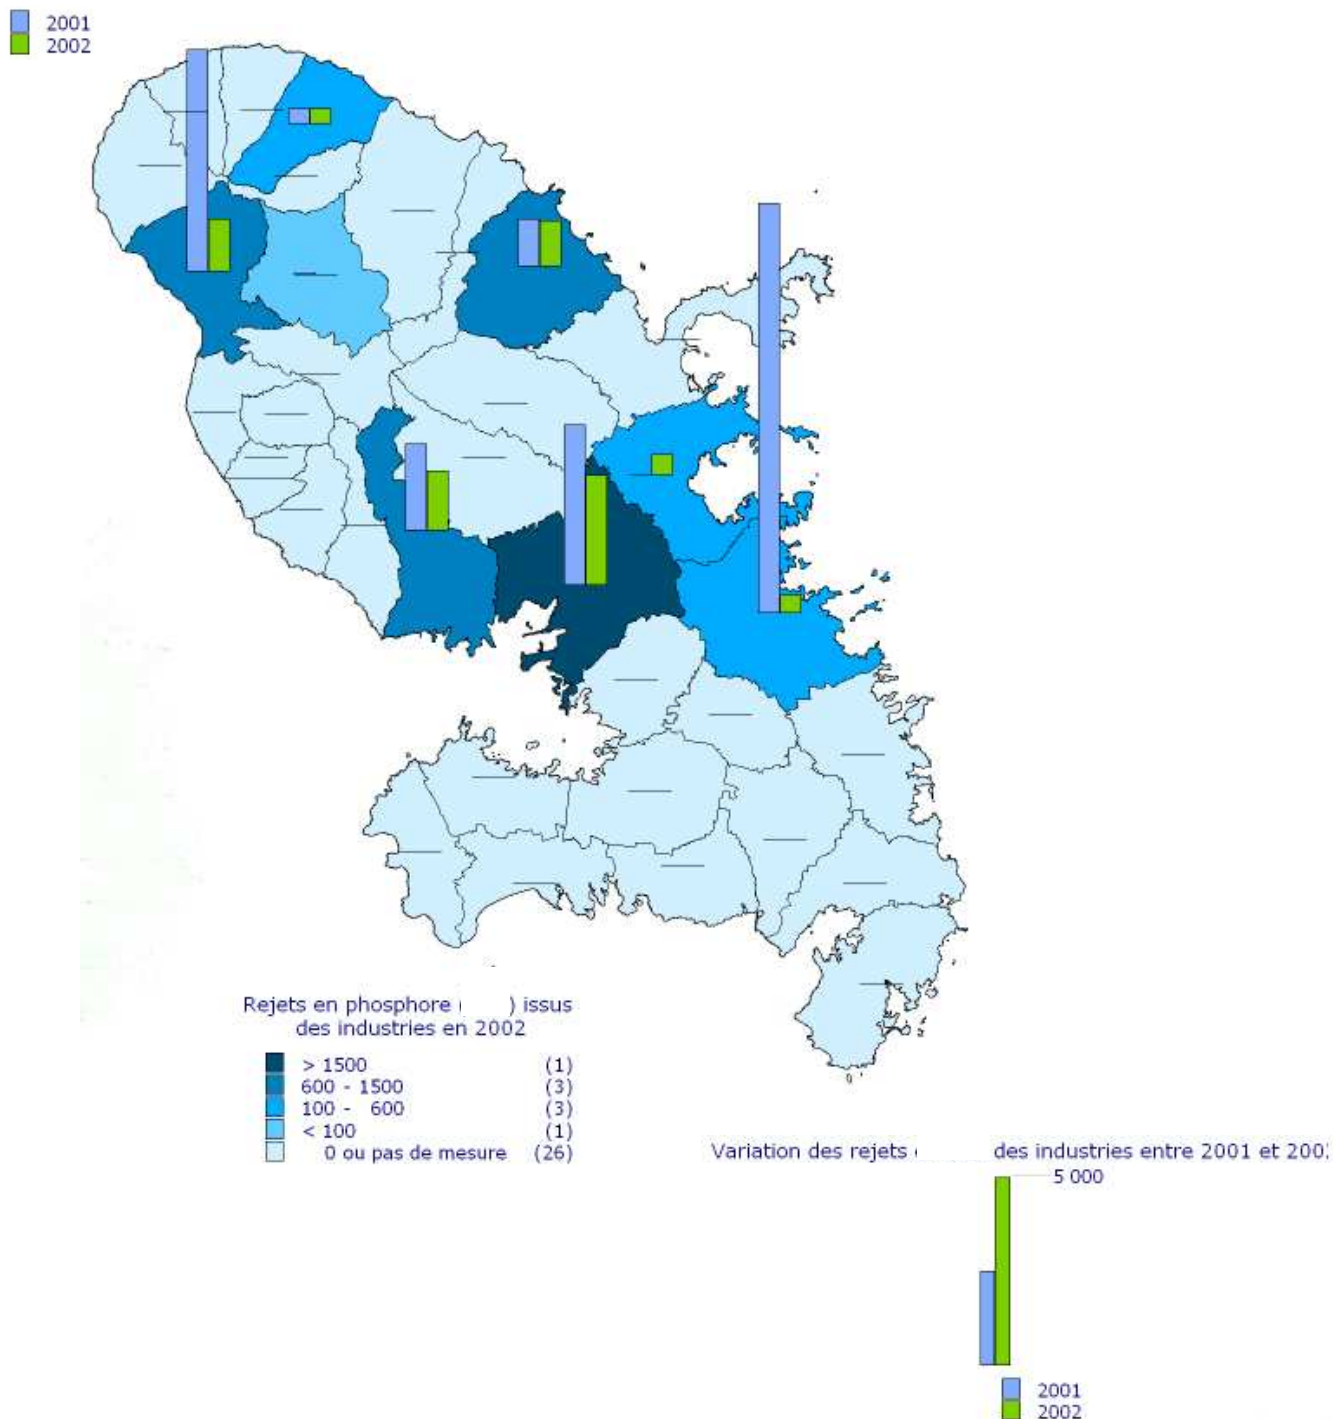 2001
2002
Rejets en phosphore ( ) issus
des industries en 2002
> 1500 (1)
600 - 1500 (3)
100 - 600 (3)
< 100 (1)
0 ou pas de mesure (26)
Variation des rejets des industries entre 2001 et 200
5 000
2001
2002